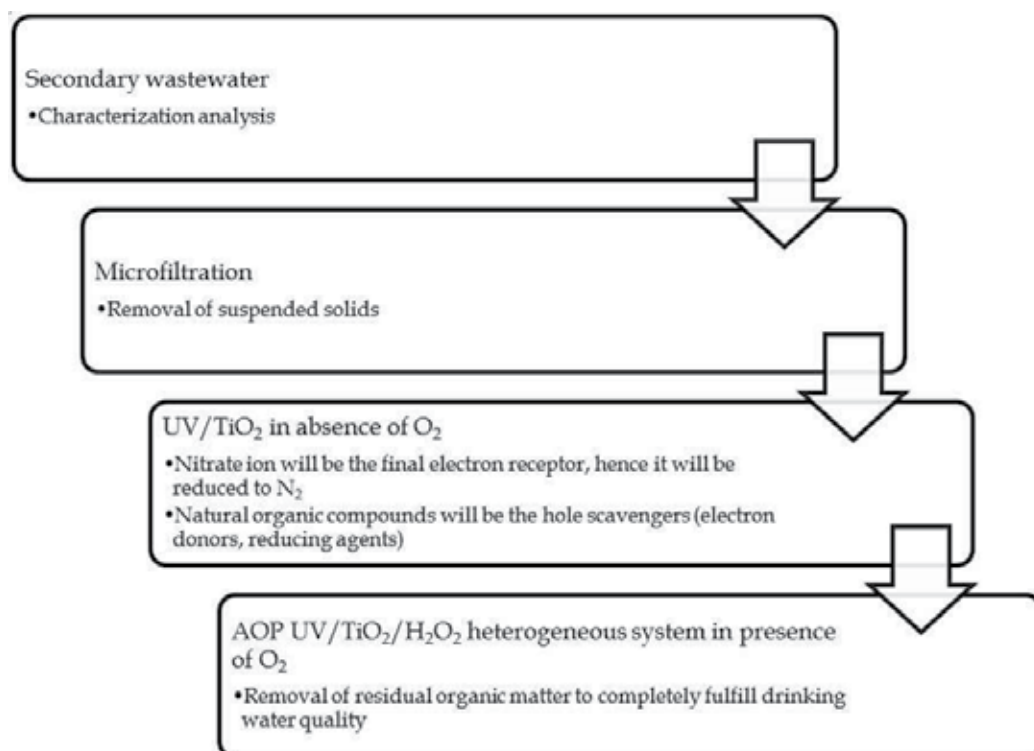 Secondary wastewater
•Characterization analysis
Microfiltration
•Removal of suspended solids
UV/TiO₂ in absence of O₂
•Nitrate ion will be the final electron receptor, hence it will be
reduced to N₂
•Natural organic compounds will be the hole scavengers (electron
donors, reducing agents)
AOP UV/TiO₂/H₂O₂ heterogeneous system in presence
of O₂
•Removal of residual organic matter to completely fulfill drinking
water quality